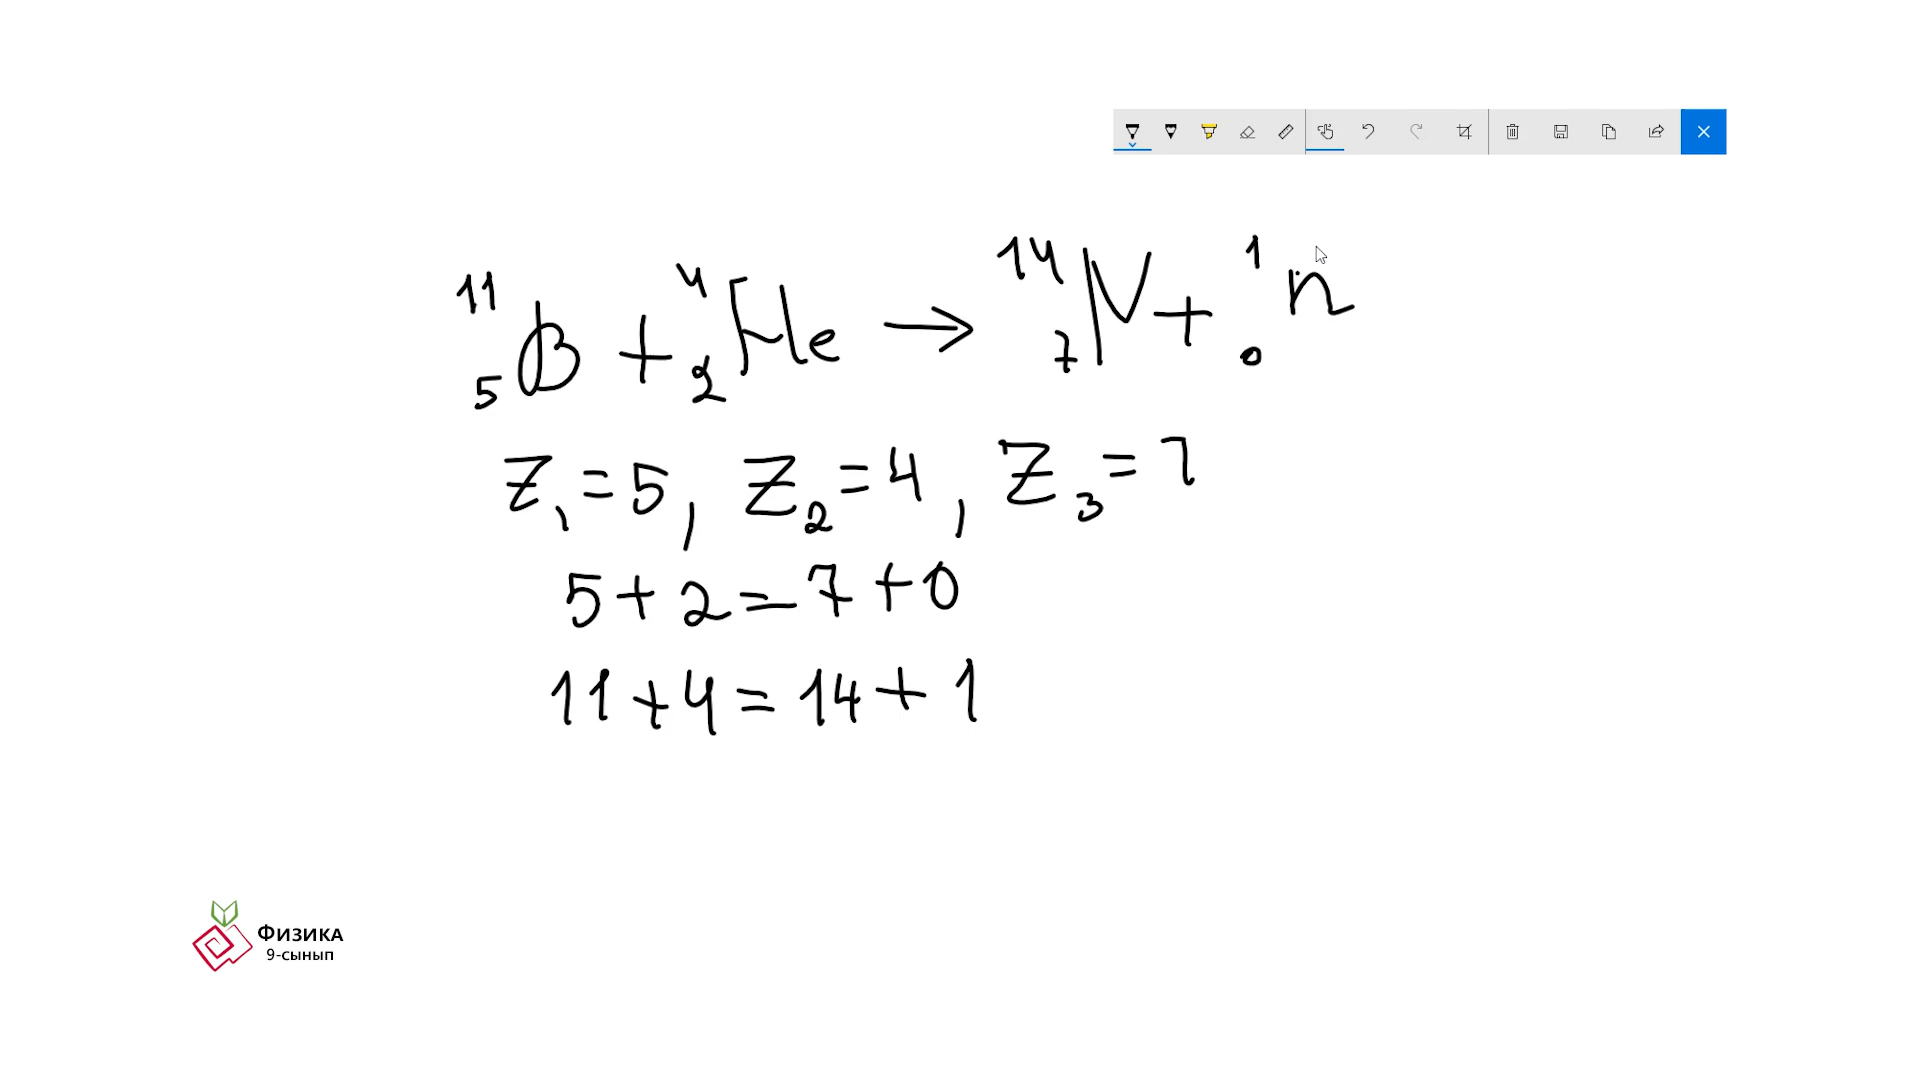 ¹¹₅B + ⁴₂He → ¹⁴₇N + ¹₀n
Z₁ = 5, Z₂ = 4, Z₃ = 7
5 + 2 = 7 + 0
11 + 4 = 14 + 1
Физика
9-сынып